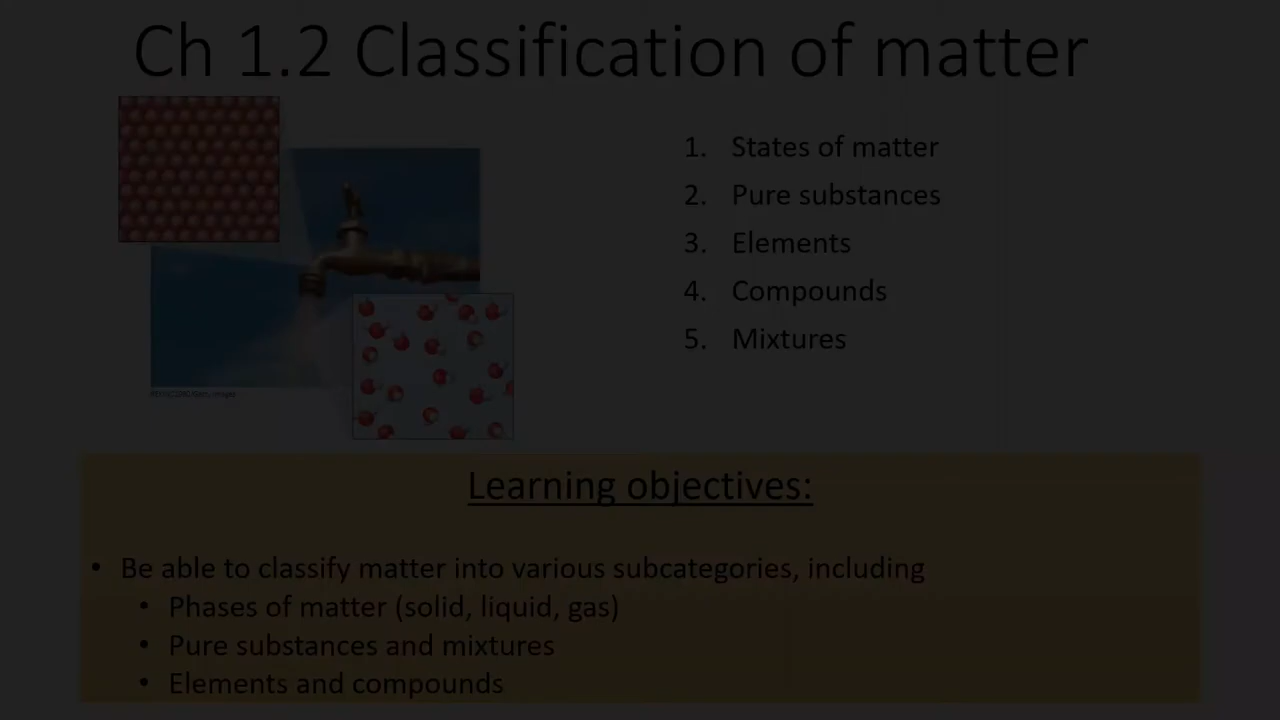 Ch 1.2 Classification of matter
1. States of matter
2. Pure substances
3. Elements
4. Compounds
5. Mixtures
Learning objectives:
• Be able to classify matter into various subcategories, including
• Phases of matter (solid, liquid, gas)
• Pure substances and mixtures
• Elements and compounds